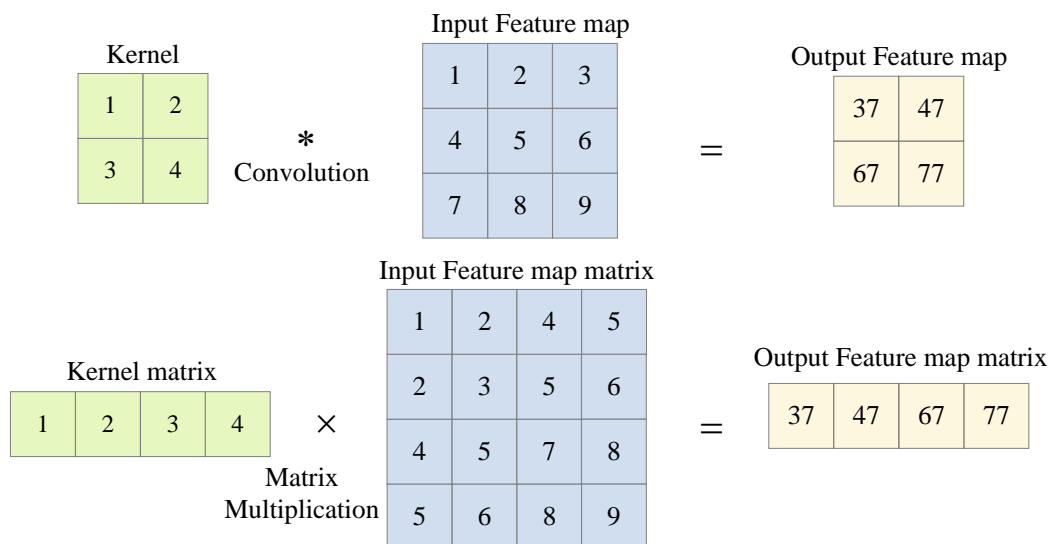 Kernel
1 2
3 4
*
Convolution
Input Feature map
1 2 3
4 5 6
7 8 9
=
Output Feature map
37 47
67 77
Kernel matrix
1 2 3 4
×
Matrix
Multiplication
Input Feature map matrix
1 2 4 5
2 3 5 6
4 5 7 8
5 6 8 9
=
Output Feature map matrix
37 47 67 77